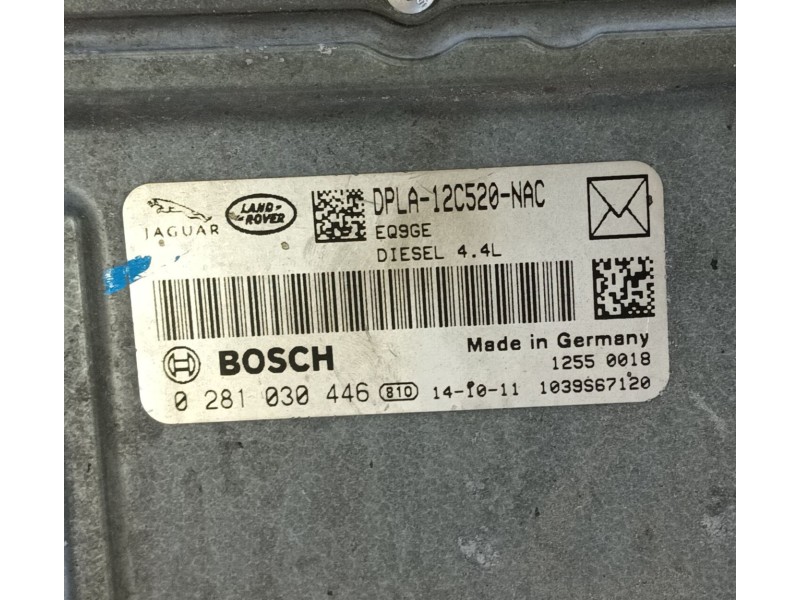 JAGUAR
LAND-ROVER
DPLA-12C520-NAC
EQ9GE
DIESEL 4.4L
BOSCH
Made in Germany
1255 0018
0 281 030 446 810 14-10-11 1039S67120